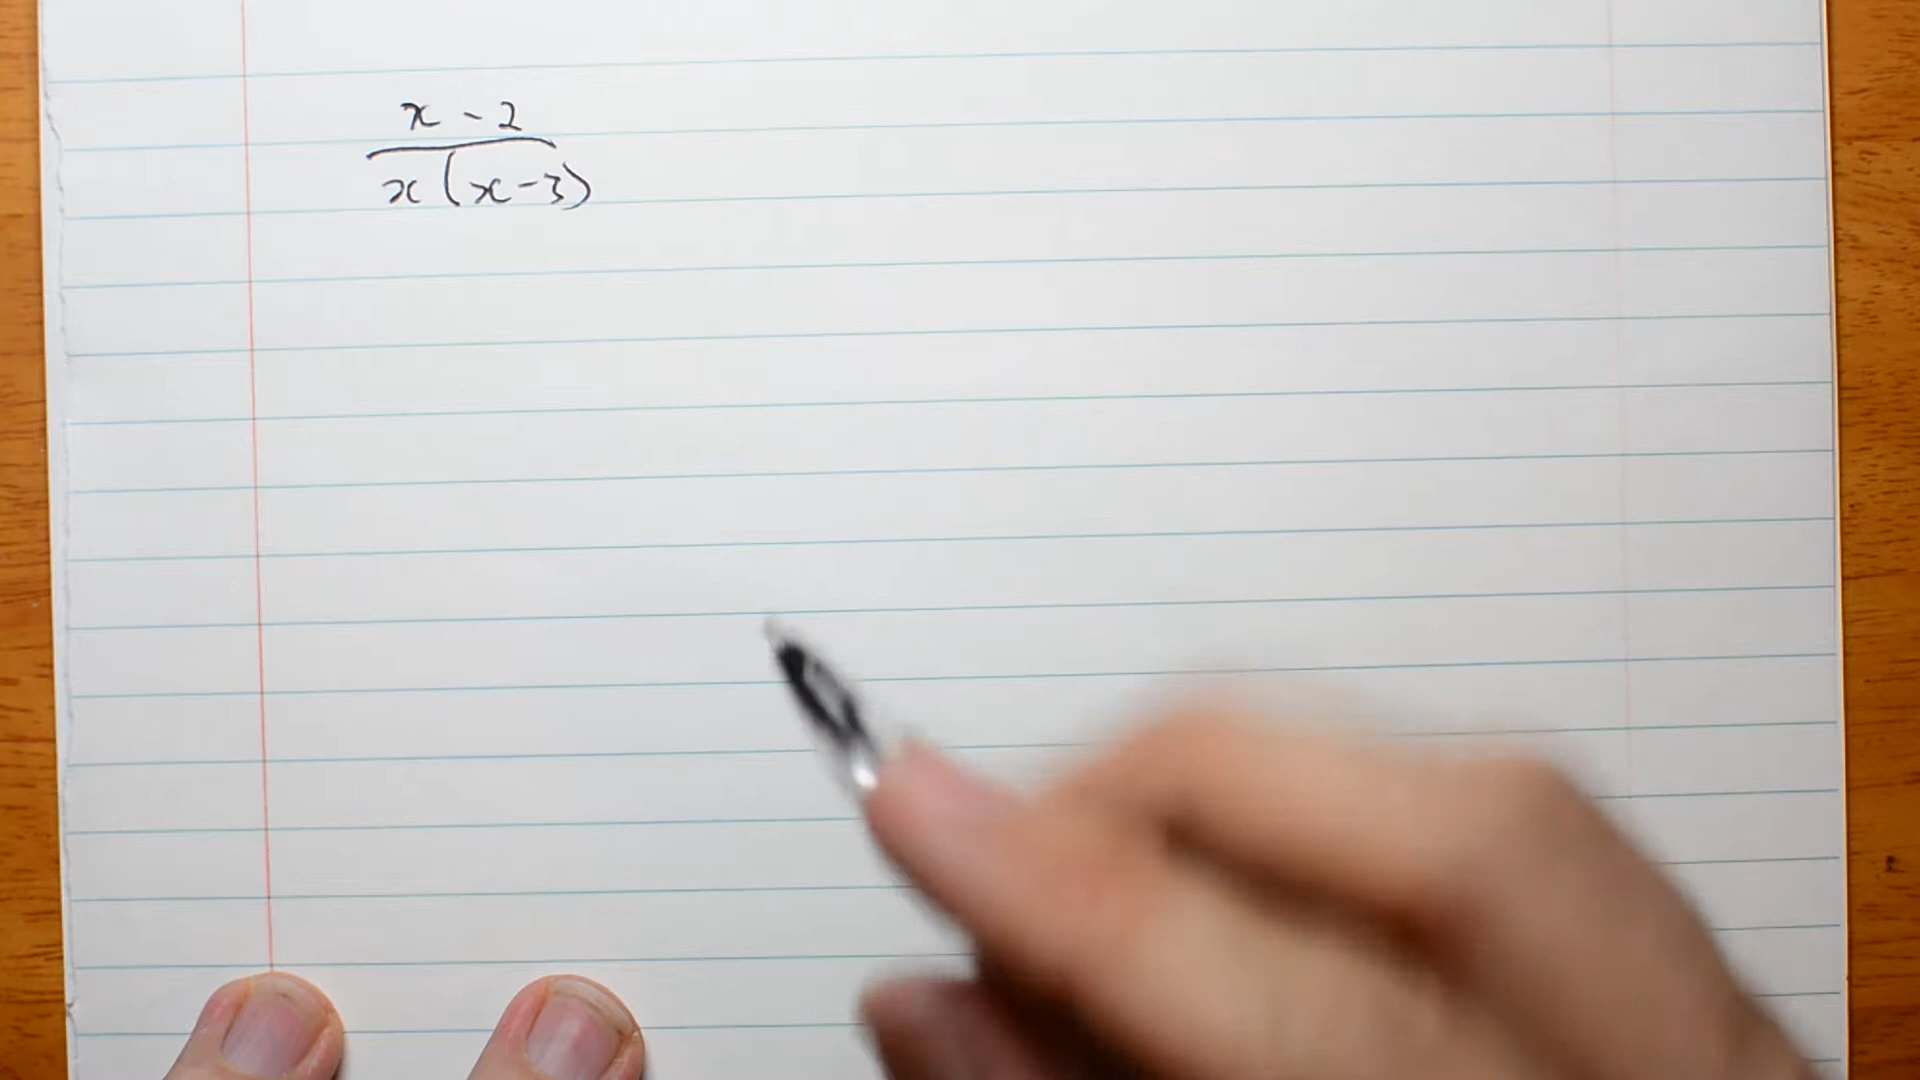 x - 2
x (x-3)